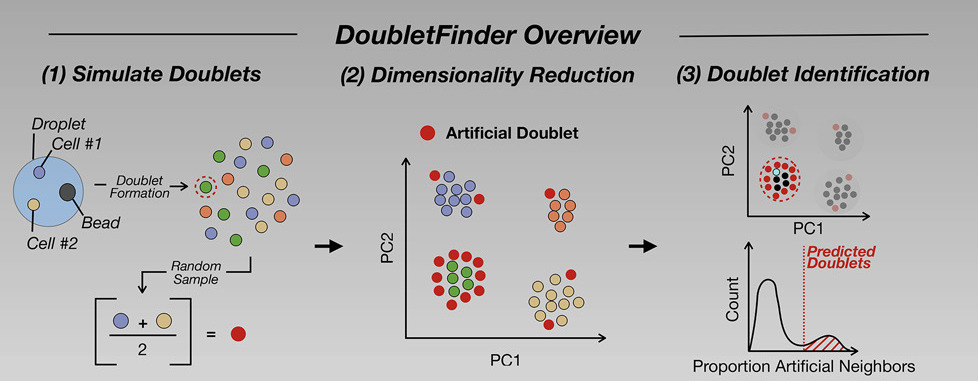 DoubletFinder Overview
(1) Simulate Doublets
(2) Dimensionality Reduction
(3) Doublet Identification
Droplet
Cell #1
Doublet
Formation
Bead
Cell #2
Random
Sample
+
2
=
Artificial Doublet
PC2
PC1
PC2
PC1
Predicted
Doublets
Count
Proportion Artificial Neighbors